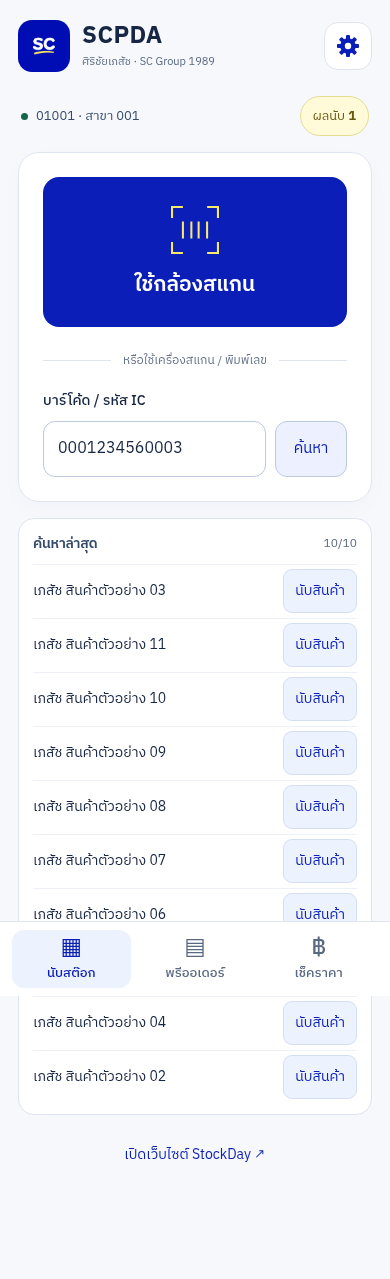 SC
SCPDA
ศิริชัยเภสัช · SC Group 1989
01001 · สาขา 001
ผลนับ 1
ใช้กล้องสแกน
หรือใช้เครื่องสแกน / พิมพ์เลข
บาร์โค้ด / รหัส IC
0001234560003
ค้นหา
ค้นหาล่าสุด 10/10
เภสัช สินค้าตัวอย่าง 03 นับสินค้า
เภสัช สินค้าตัวอย่าง 11 นับสินค้า
เภสัช สินค้าตัวอย่าง 10 นับสินค้า
เภสัช สินค้าตัวอย่าง 09 นับสินค้า
เภสัช สินค้าตัวอย่าง 08 นับสินค้า
เภสัช สินค้าตัวอย่าง 07 นับสินค้า
เภสัช สินค้าตัวอย่าง 06 นับสินค้า
฿
นับสต๊อก พรีออเดอร์ เช็คราคา
เภสัช สินค้าตัวอย่าง 04 นับสินค้า
เภสัช สินค้าตัวอย่าง 02 นับสินค้า
เปิดเว็บไซต์ StockDay ↗